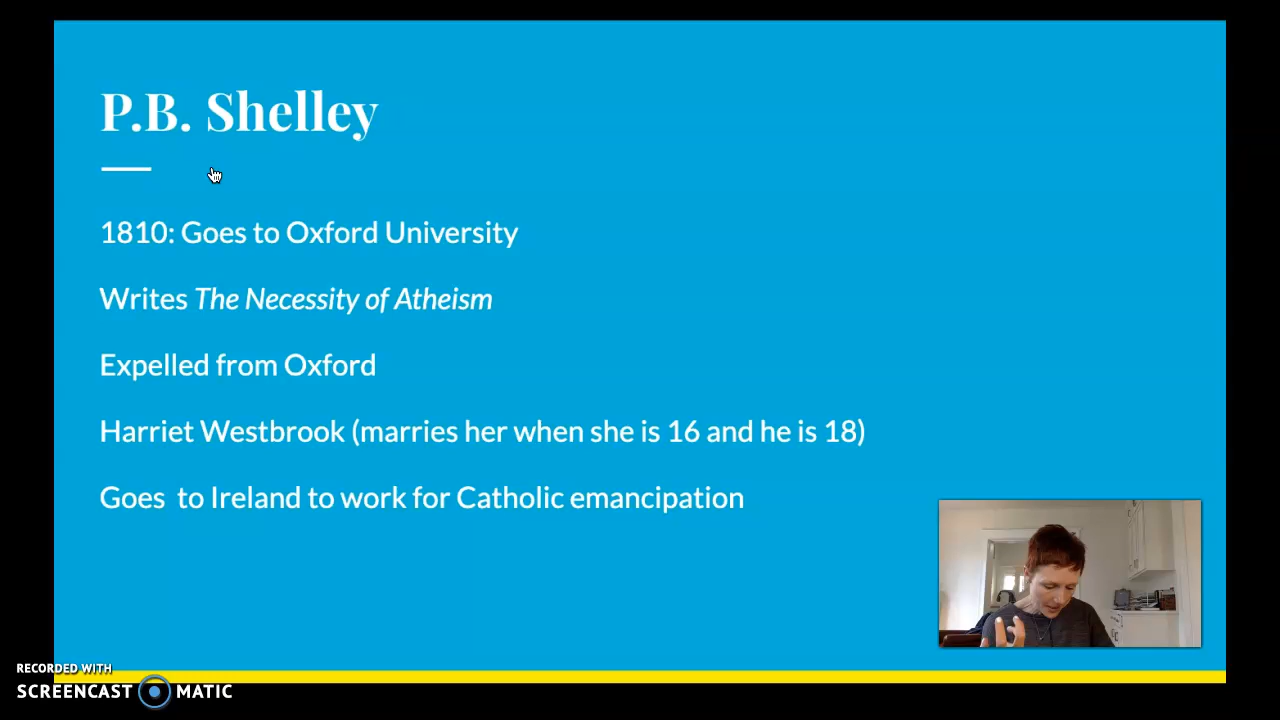 P.B. Shelley
1810: Goes to Oxford University
Writes The Necessity of Atheism
Expelled from Oxford
Harriet Westbrook (marries her when she is 16 and he is 18)
Goes  to Ireland to work for Catholic emancipation
RECORDED WITH
SCREENCAST MATIC